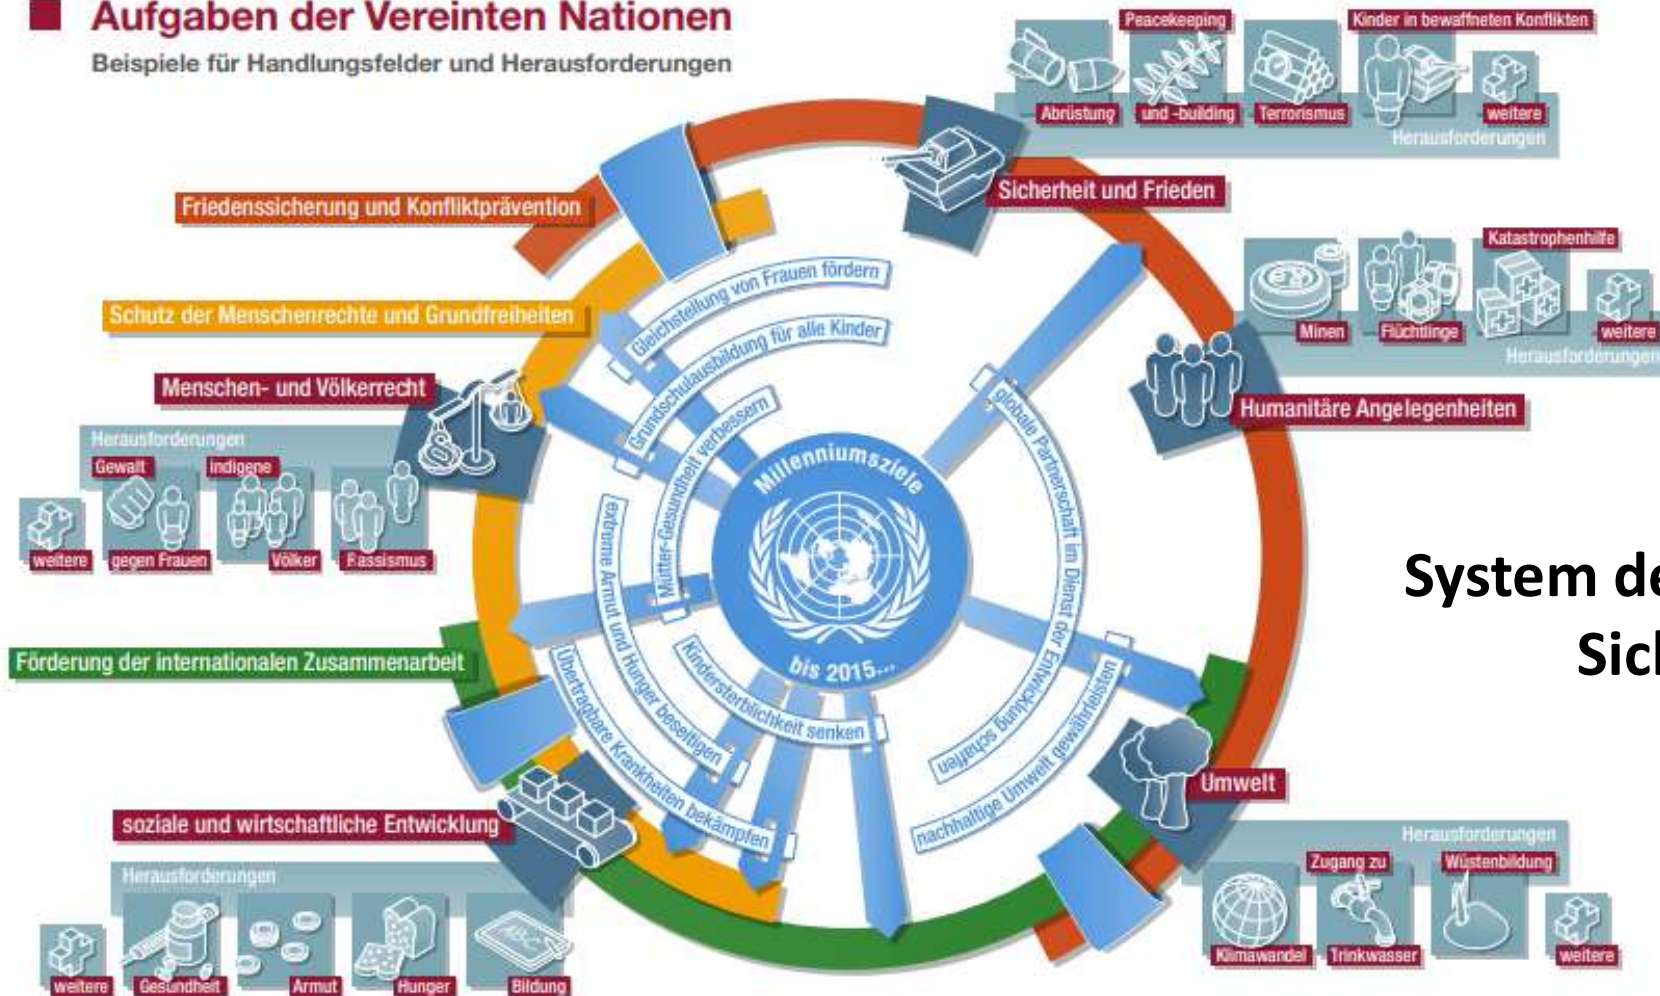 Aufgaben der Vereinten Nationen
Beispiele für Handlungsfelder und Herausforderungen
Peacekeeping
Kinder in bewaffneten Konflikten
Abrüstung
und -building
Terrorismus
weitere
Herausforderungen
Friedenssicherung und Konfliktprävention
Sicherheit und Frieden
Katastrophenhilfe
Minen
Flüchtlinge
weitere
Herausforderungen
Schutz der Menschenrechte und Grundfreiheiten
Menschen- und Völkerrecht
Humanitäre Angelegenheiten
Herausforderungen
Gewalt
indigene
weitere
gegen Frauen
Völker
Rassismus
Gleichstellung von Frauen fördern
Grundschulausbildung für alle Kinder
Mütter-Gesundheit verbessern
globale Partnerschaft im Dienst der Entwicklung schaffen
Millenniumsziele
bis 2015...
extreme Armut und Hunger beseitigen
Übertragbare Krankheiten bekämpfen
Kindersterblichkeit senken
nachhaltige Umwelt gewährleisten
System de
Sicl
Förderung der internationalen Zusammenarbeit
Umwelt
soziale und wirtschaftliche Entwicklung
Herausforderungen
weitere
Gesundheit
Armut
Hunger
ABC
Bildung
Herausforderungen
Zugang zu
Wüstenbildung
Klimawandel
Trinkwasser
weitere